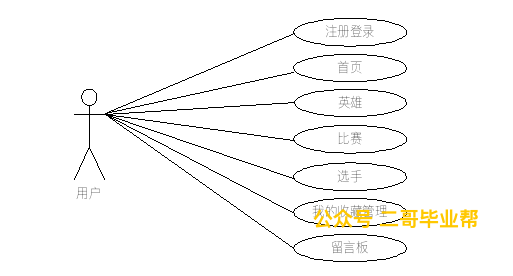 注册登录
首页
英雄
比赛
选手
用户
我的收藏管理
公众号 二哥毕业帮
留言板